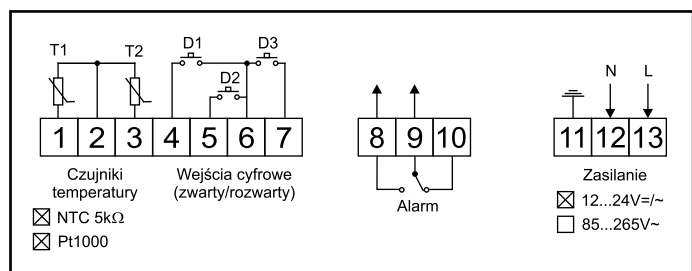 T1 T2 D1 D3
D2
N L
1 2 3 4 5 6 7 8 9 10 11 12 13
Czujniki
temperatury
Wejścia cyfrowe
(zwarty/rozwarty)
Alarm
Zasilanie
NTC 5kΩ
Pt1000
12...24V=/~
85...265V~